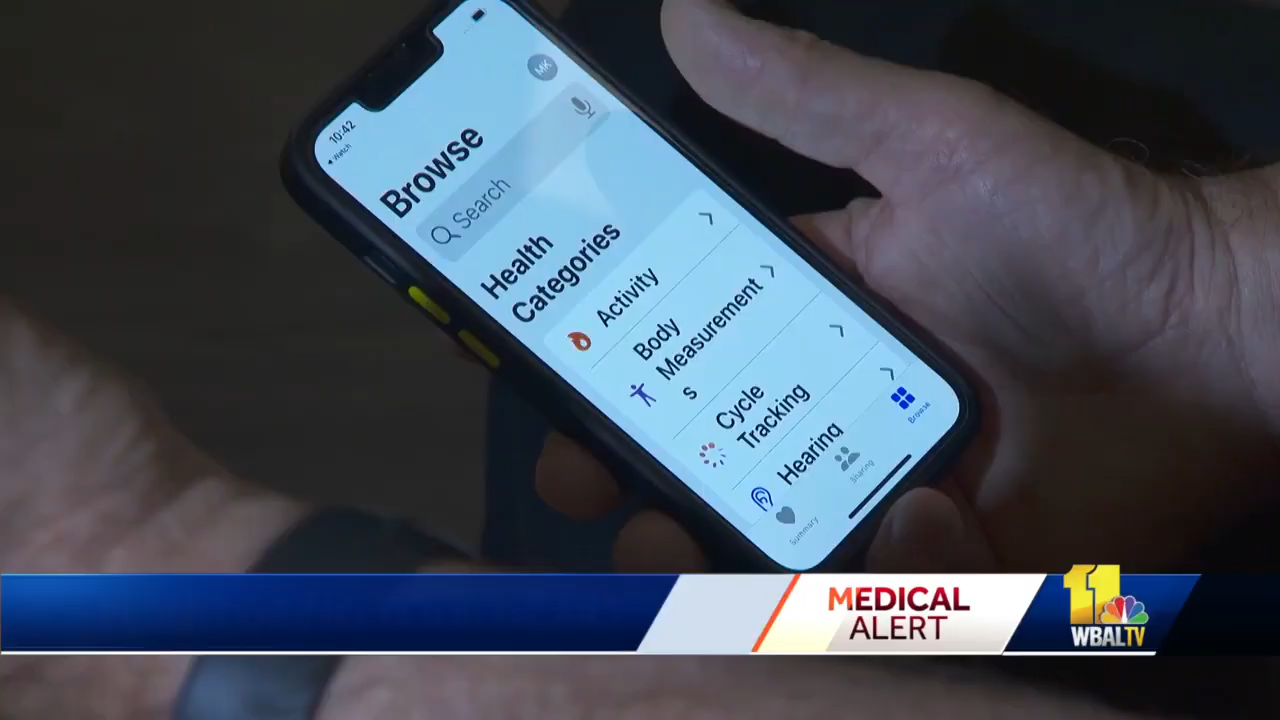 10:42
Watch
MK
Browse
Search
Health
Categories
Activity
Body
Measurement
s
Cycle
Tracking
Hearing
Summary
Sharing
Browse
MEDICAL
ALERT
11
WBALTV